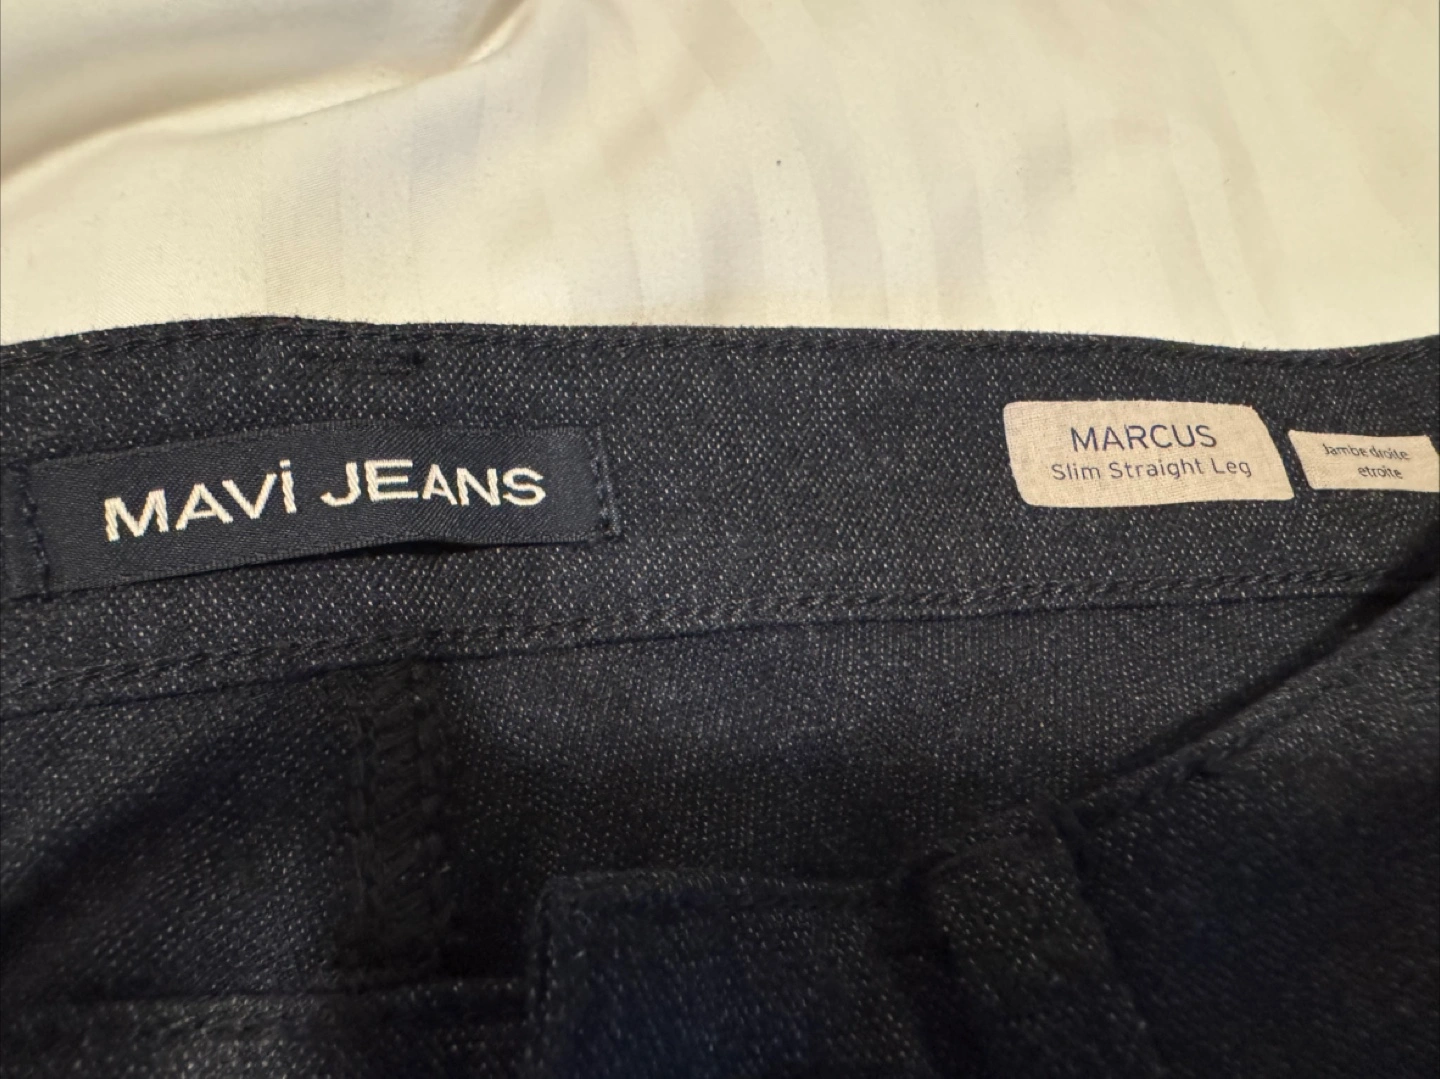 MAVi JEANS
MARCUS
Slim Straight Leg
Jambe droite
etroite